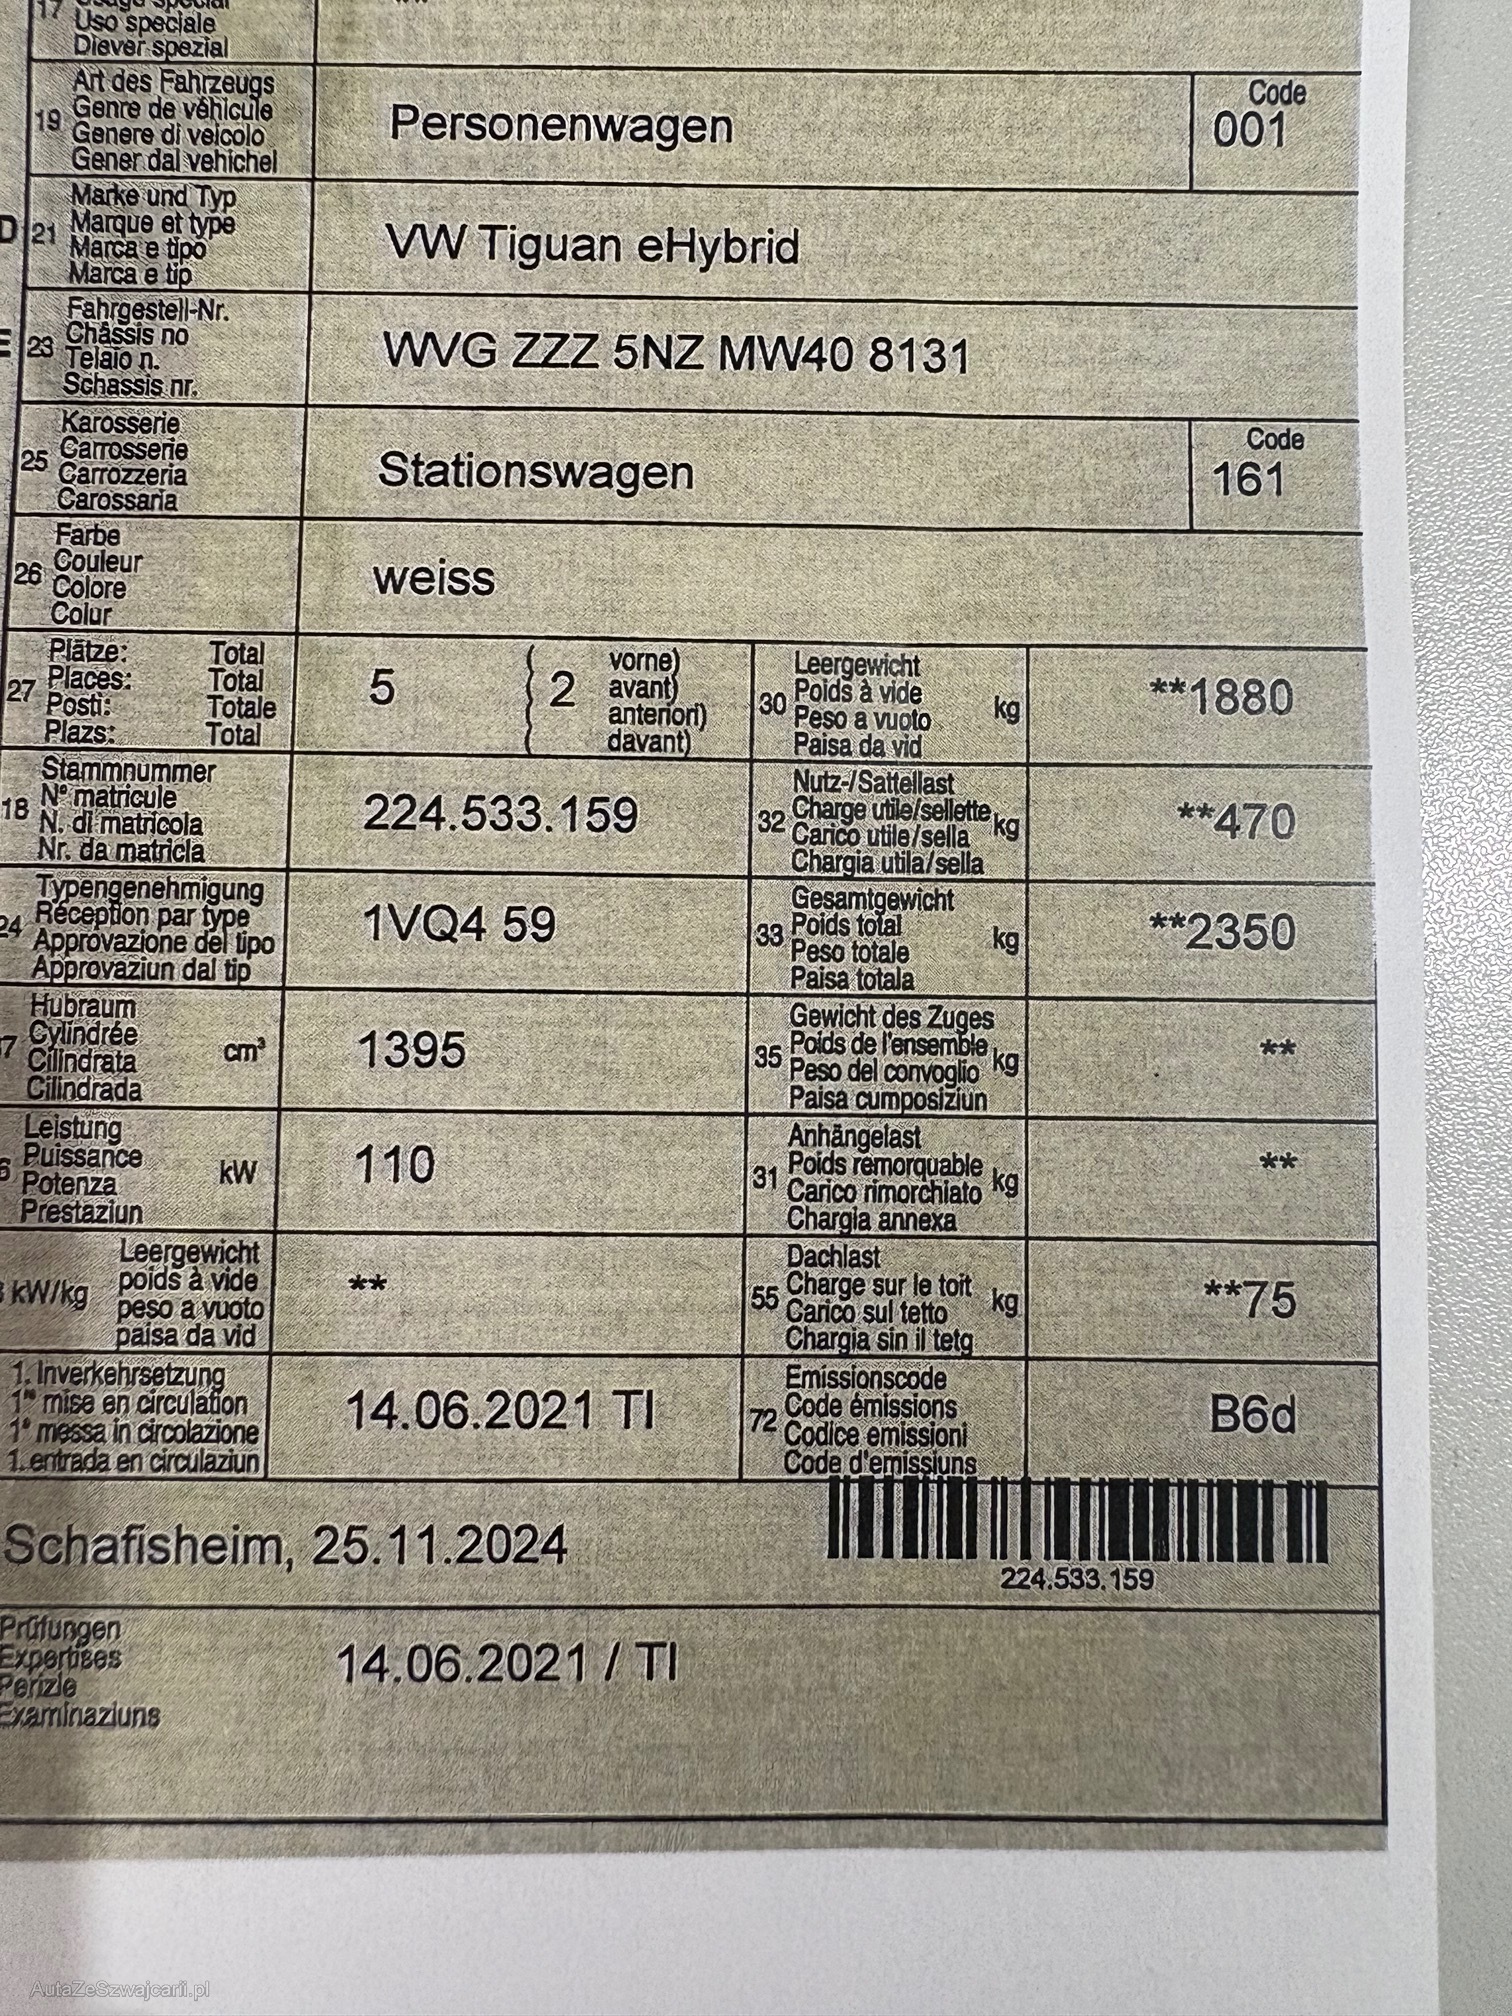 17 Usage spécial
Uso speciale **
Diever spezial
Art des Fahrzeugs
19 Genre de véhicule
Genere di veicolo
Gener dal vehichel
Personenwagen
Code
001
Marke und Typ
D 21 Marque et type
Marca e tipo
Marca e tip
VW Tiguan eHybrid
Fahrgestell-Nr.
E 23 Châssis no
Telaio n.
Schassis nr.
WVG ZZZ 5NZ MW40 8131
Karosserie
25 Carrosserie
Carrozzeria
Carossaria
Stationswagen
Code
161
Farbe
26 Couleur
Colore
Colur
weiss
Plätze: Total
27 Places: Total
Posti: Totale
Plazs: Total
5 { 2
vorne)
avant)
anteriori)
davant)
Leergewicht
30 Poids à vide kg
Peso a vuoto
Paisa da vid
**1880
Stammnummer
18 N° matricule
N. di matricola
Nr. da matricla
224.533.159
Nutz-/Sattellast
32 Charge utile/sellette kg
Carico utile/sella
Chargia utila/sella
**470
Typengenehmigung
24 Réception par type
Approvazione del tipo
Approvaziun dal tip
1VQ4 59
Gesamtgewicht
33 Poids total kg
Peso totale
Paisa totala
**2350
Hubraum
7 Cylindrée cm³
Cilindrata
Cilindrada
1395
Gewicht des Zuges
35 Poids de l'ensemble kg
Peso del convoglio
Paisa cumposiziun
**
Leistung
6 Puissance kW
Potenza
Prestaziun
110
Anhängelast
31 Poids remorquable kg
Carico rimorchiato
Chargia annexa
**
Leergewicht
kW/kg poids à vide
peso a vuoto
paisa da vid
**
Dachlast
55 Charge sur le toit kg
Carico sul tetto
Chargia sin il tetg
**75
1. Inverkehrsetzung
1re mise en circulation
1a messa in circolazione
1. entrada en circulaziun
14.06.2021 TI
Emissionscode
72 Code émissions
Codice emissioni
Code d'emissiuns
B6d
Schafisheim, 25.11.2024
224.533.159
Prüfungen
Expertises
Perizie
Examinaziuns
14.06.2021 / TI
AutaZeSzwajcarii.pl